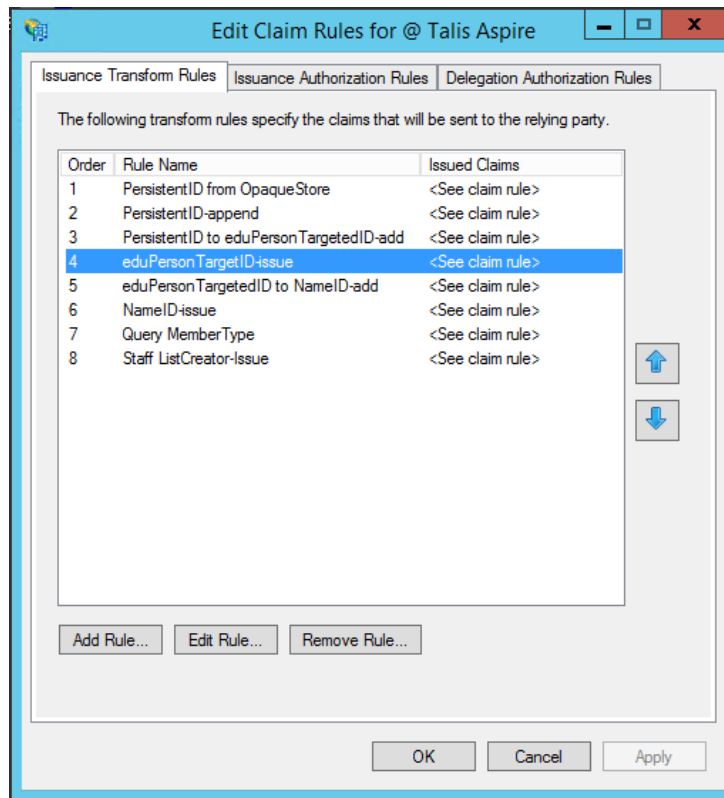 Edit Claim Rules for @ Talis Aspire
Issuance Transform Rules Issuance Authorization Rules Delegation Authorization Rules
The following transform rules specify the claims that will be sent to the relying party.
Order Rule Name Issued Claims
1 PersistentID from OpaqueStore <See claim rule>
2 PersistentID-append <See claim rule>
3 PersistentID to eduPersonTargetedID-add <See claim rule>
4 eduPersonTargetID-issue <See claim rule>
5 eduPersonTargetedID to NameID-add <See claim rule>
6 NameID-issue <See claim rule>
7 Query MemberType <See claim rule>
8 Staff ListCreator-Issue <See claim rule>
Add Rule... Edit Rule... Remove Rule...
OK Cancel Apply